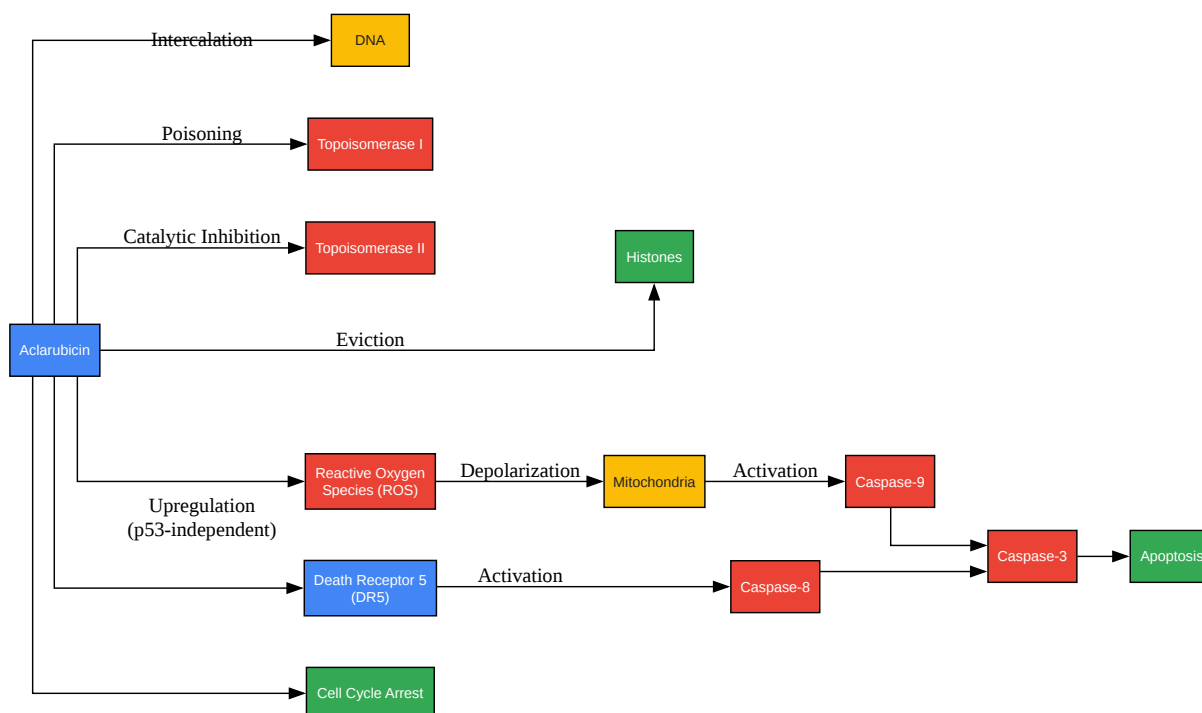 Intercalation
DNA
Poisoning
Topoisomerase I
Catalytic Inhibition
Topoisomerase II
Histones
Eviction
Aclarubicin
Reactive Oxygen
Species (ROS)
Depolarization
Mitochondria
Activation
Caspase-9
Upregulation
(p53-independent)
Caspase-3
Apoptosis
Death Receptor 5
(DR5)
Activation
Caspase-8
Cell Cycle Arrest